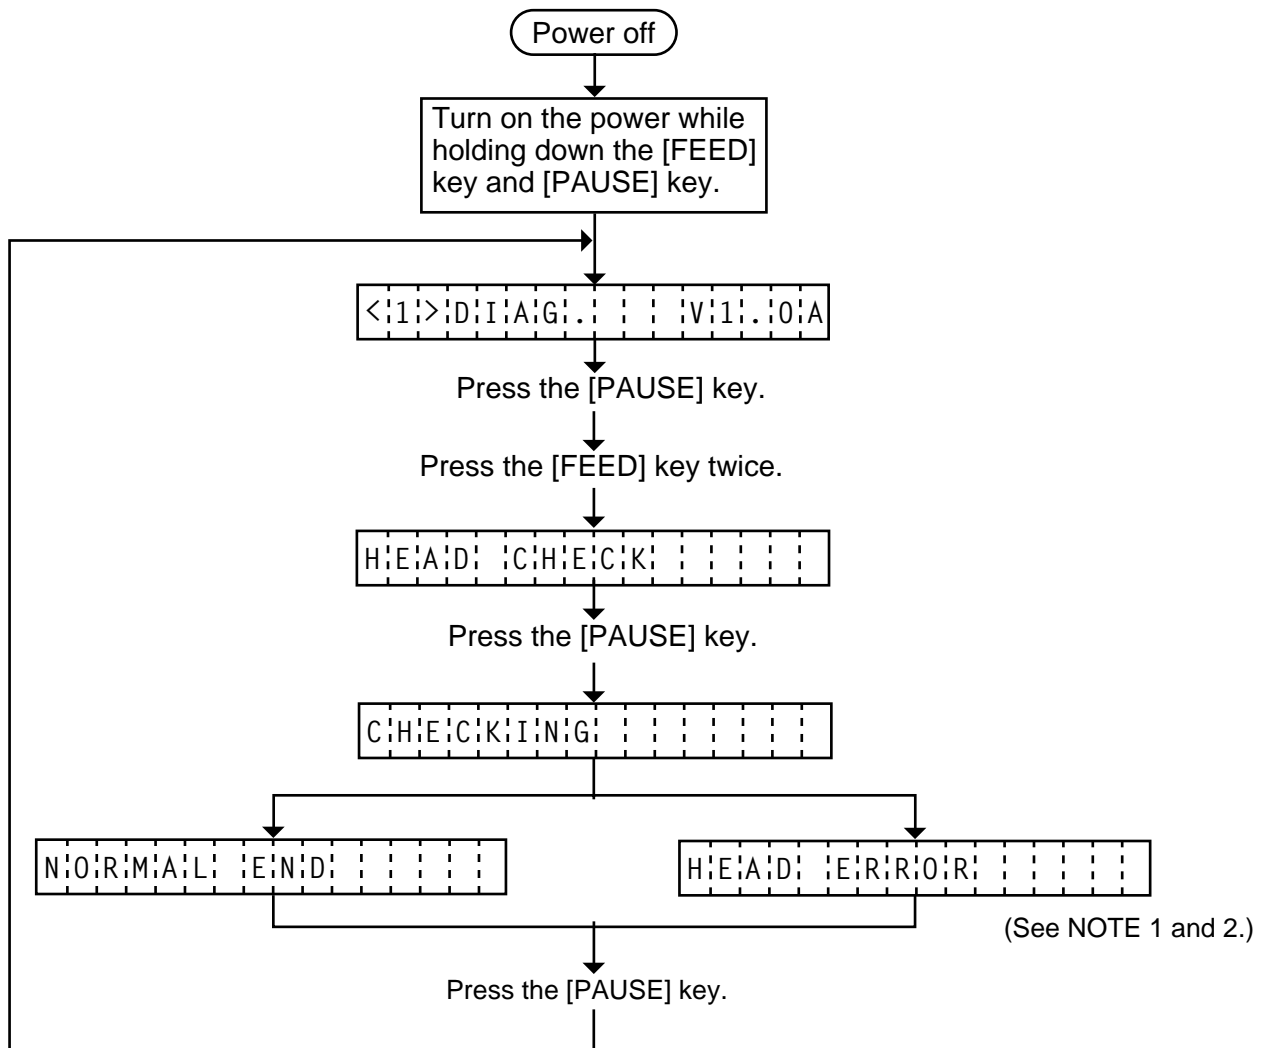 Power off
Turn on the power while
holding down the [FEED]
key and [PAUSE] key.
<1>DIAG.   V1.0A
Press the [PAUSE] key.
Press the [FEED] key twice.
HEAD CHECK
Press the [PAUSE] key.
CHECKING
NORMAL END
HEAD ERROR
(See NOTE 1 and 2.)
Press the [PAUSE] key.